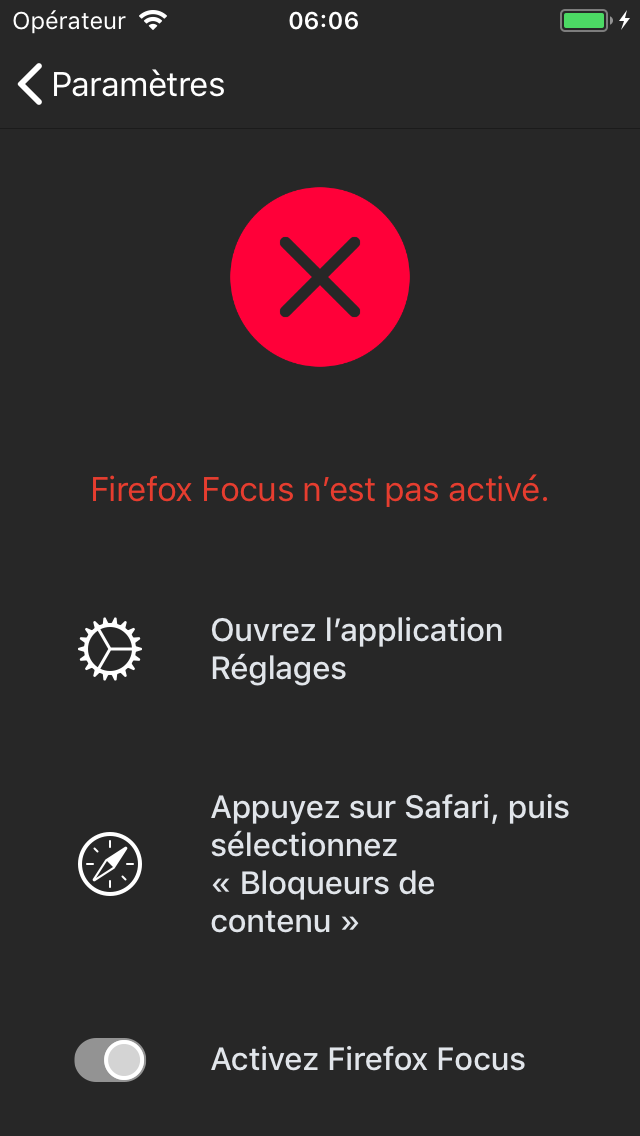 Opérateur 06:06
Paramètres
Firefox Focus n’est pas activé.
Ouvrez l’application
Réglages
Appuyez sur Safari, puis
sélectionnez
« Bloqueurs de
contenu »
Activez Firefox Focus